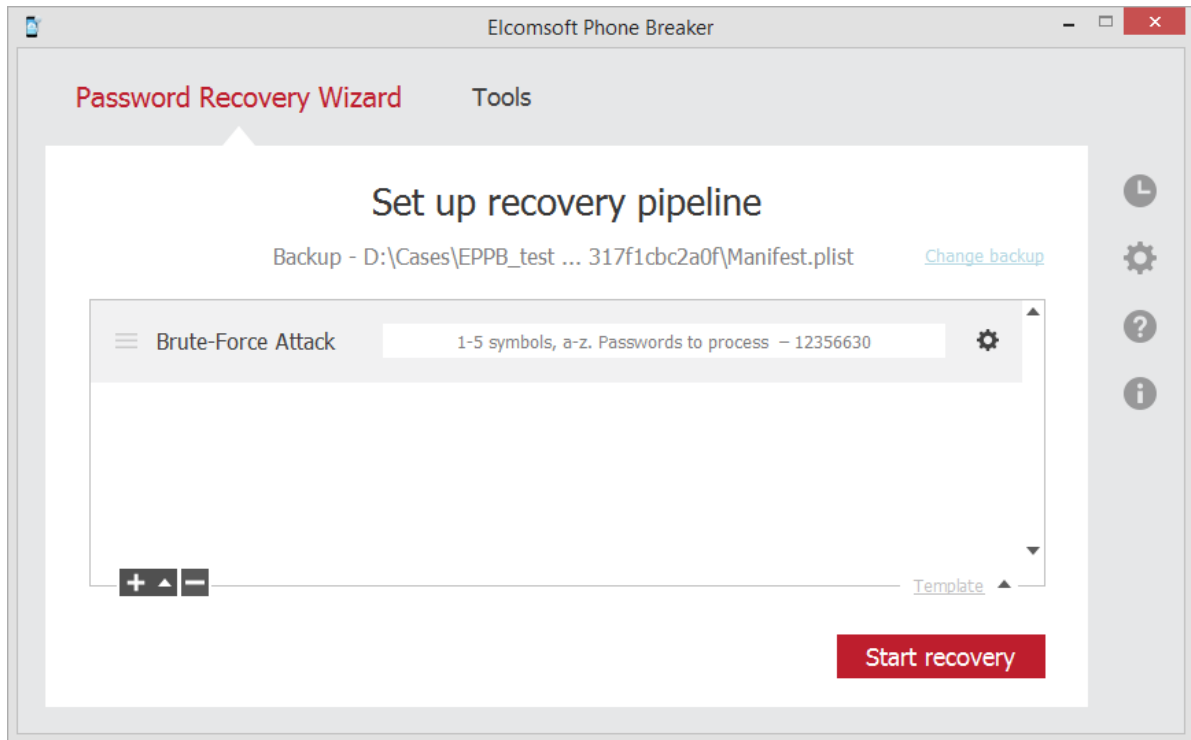 Elcomsoft Phone Breaker
Password Recovery Wizard Tools
Set up recovery pipeline
Backup - D:\Cases\EPPB_test ... 317f1cbc2a0f\Manifest.plist Change backup
Brute-Force Attack 1-5 symbols, a-z. Passwords to process – 12356630
Template
Start recovery